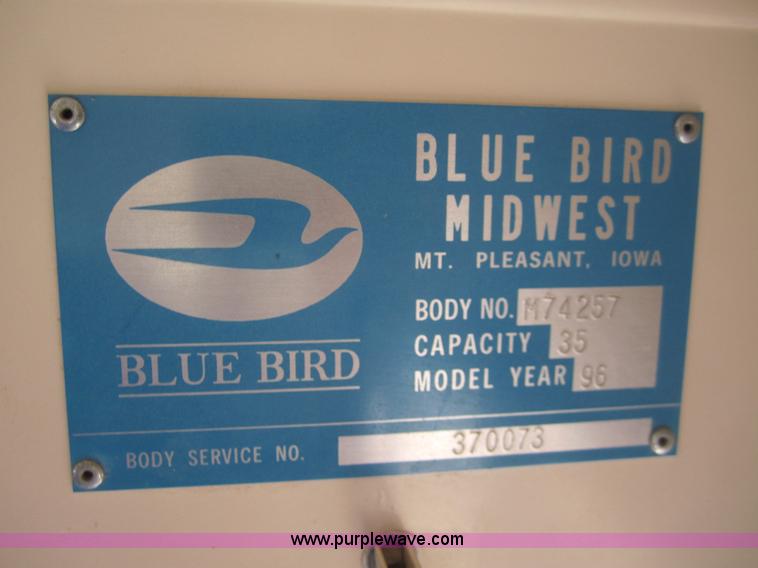 BLUE BIRD
MIDWEST
MT. PLEASANT, IOWA
BODY NO. M74257
CAPACITY 35
MODEL YEAR 96
BLUE BIRD
BODY SERVICE NO. 370073
www.purplewave.com